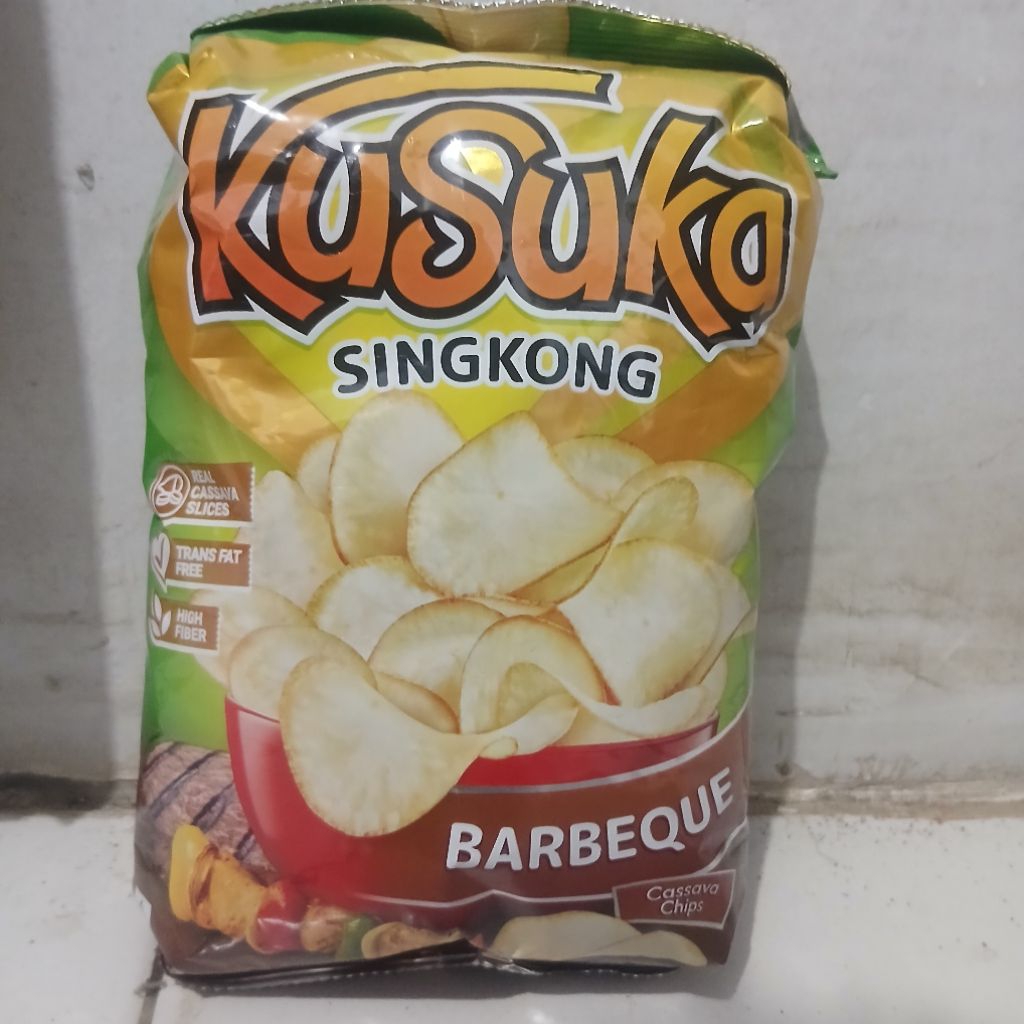 KuSuKa
SINGKONG
REAL
CASSAVA
SLICES
TRANS FAT
FREE
HIGH
FIBER
BARBEQUE
Cassava
Chips